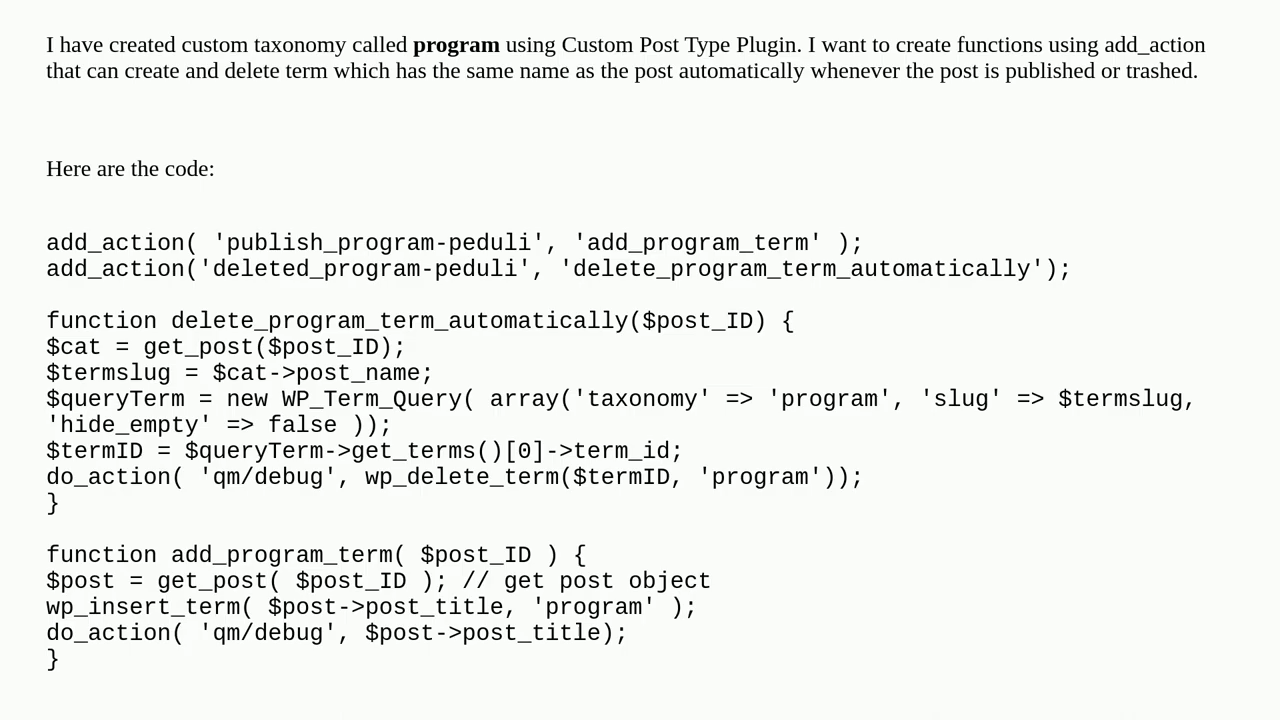 I have created custom taxonomy called program using Custom Post Type Plugin. I want to create functions using add_action
that can create and delete term which has the same name as the post automatically whenever the post is published or trashed.
Here are the code:
add_action( 'publish_program-peduli', 'add_program_term' );
add_action('deleted_program-peduli', 'delete_program_term_automatically');
function delete_program_term_automatically($post_ID) {
$cat = get_post($post_ID);
$termslug = $cat->post_name;
$queryTerm = new WP_Term_Query( array('taxonomy' => 'program', 'slug' => $termslug,
'hide_empty' => false ));
$termID = $queryTerm->get_terms()[0]->term_id;
do_action( 'qm/debug', wp_delete_term($termID, 'program'));
}
function add_program_term( $post_ID ) {
$post = get_post( $post_ID ); // get post object
wp_insert_term( $post->post_title, 'program' );
do_action( 'qm/debug', $post->post_title);
}